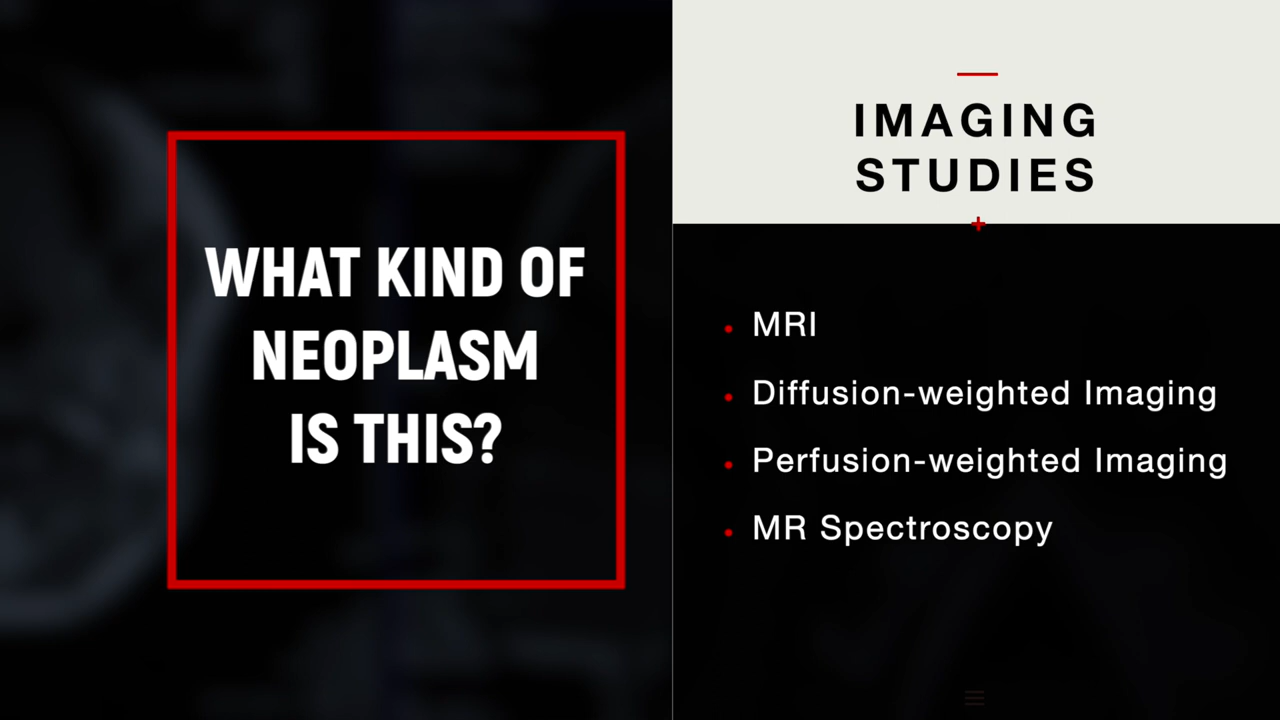 WHAT KIND OF
NEOPLASM
IS THIS?
IMAGING
STUDIES
MRI
Diffusion-weighted Imaging
Perfusion-weighted Imaging
MR Spectroscopy